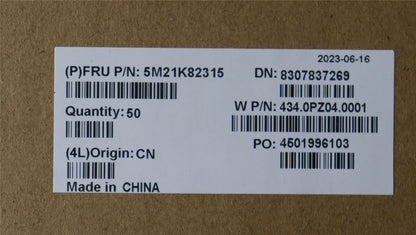 2023-06-16
(P)FRU P/N: 5M21K82315
DN: 8307837269
Quantity: 50
W P/N: 434.0PZ04.0001
(4L)Origin: CN
PO: 4501996103
Made in CHINA